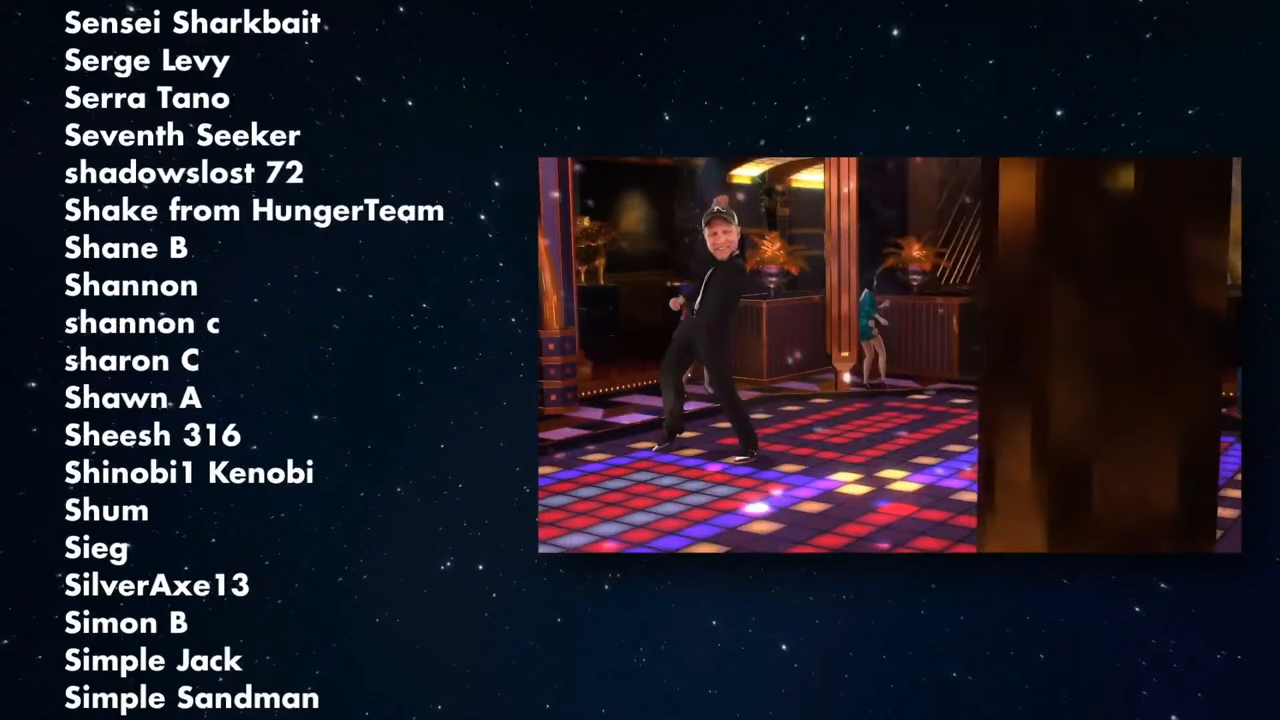 Sensei Sharkbait
Serge Levy
Serra Tano
Seventh Seeker
shadowslost 72
Shake from HungerTeam
Shane B
Shannon
shannon c
sharon C
Shawn A
Sheesh 316
Shinobi1 Kenobi
Shum
Sieg
SilverAxe13
Simon B
Simple Jack
Simple Sandman